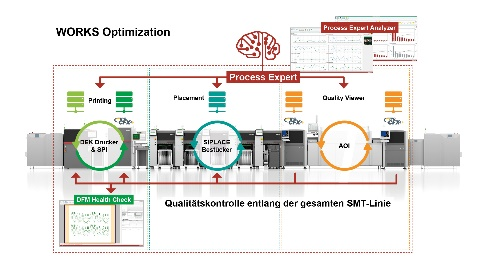 WORKS Optimization
Process Expert Analyzer
Process Expert
Printing
Placement
Quality Viewer
DEK Drucker
& SPI
SIPLACE
Bestücker
AOI
DFM Health Check
Qualitätskontrolle entlang der gesamten SMT-Linie